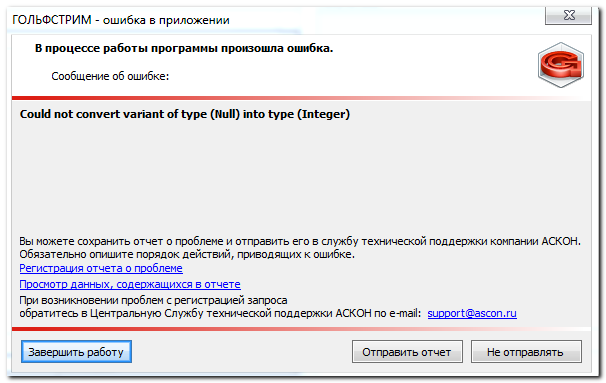 ГОЛЬФСТРИМ - ошибка в приложении
В процессе работы программы произошла ошибка.
Сообщение об ошибке:
Could not convert variant of type (Null) into type (Integer)
Вы можете сохранить отчет о проблеме и отправить его в службу технической поддержки компании АСКОН.
Обязательно опишите порядок действий, приводящих к ошибке.
Регистрация отчета о проблеме
Просмотр данных, содержащихся в отчете
При возникновении проблем с регистрацией запроса
обратитесь в Центральную Службу технической поддержки АСКОН по e-mail: support@ascon.ru
Завершить работу Отправить отчет Не отправлять